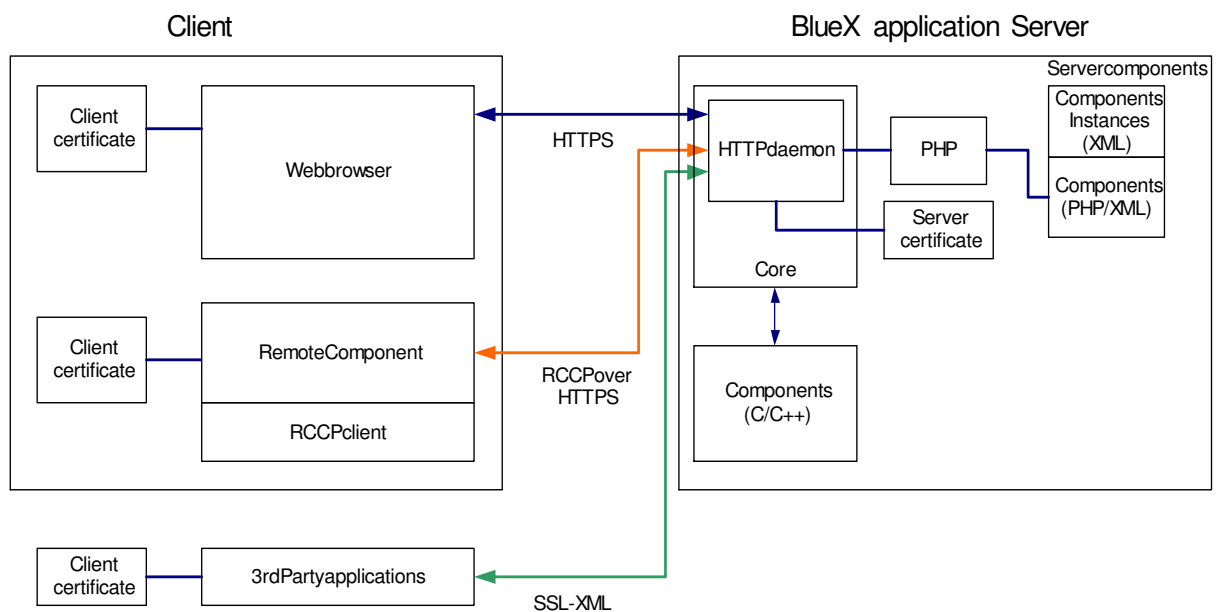 Client
BlueX application Server
Client
certificate
Webbrowser
HTTPS
HTTPdaemon
PHP
Servercomponents
Components
Instances
(XML)
Components
(PHP/XML)
Server
certificate
Core
Client
certificate
RemoteComponent
RCCPclient
RCCPover
HTTPS
Components
(C/C++)
Client
certificate
3rdPartyapplications
SSL-XML